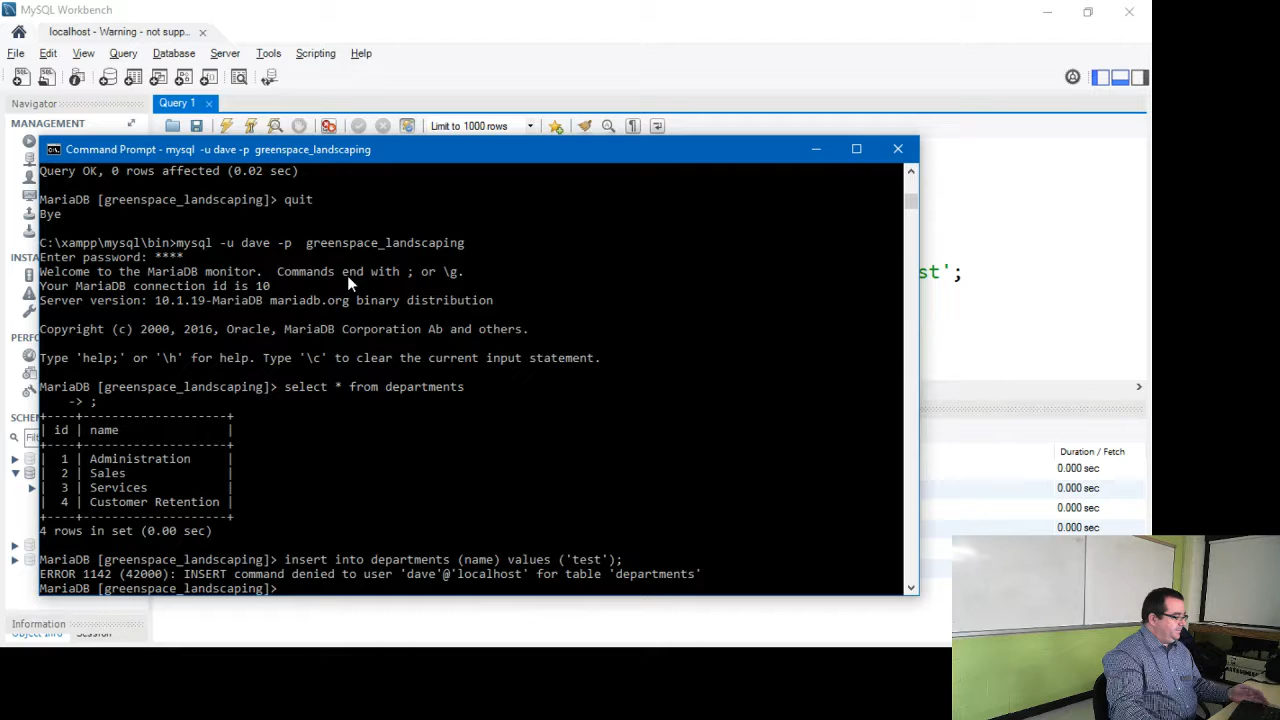 MySQL Workbench
localhost - Warning - not supp...
File Edit View Query Database Server Tools Scripting Help
Navigator
Query 1
MANAGEMENT
Limit to 1000 rows
Command Prompt - mysql -u dave -p greenspace_landscaping
Query OK, 0 rows affected (0.02 sec)
MariaDB [greenspace_landscaping]> quit
Bye
C:\xampp\mysql\bin>mysql -u dave -p  greenspace_landscaping
Enter password: ****
Welcome to the MariaDB monitor.  Commands end with ; or \g.
Your MariaDB connection id is 10
Server version: 10.1.19-MariaDB mariadb.org binary distribution
Copyright (c) 2000, 2016, Oracle, MariaDB Corporation Ab and others.
Type 'help;' or '\h' for help. Type '\c' to clear the current input statement.
MariaDB [greenspace_landscaping]> select * from departments
    -> ;
+----+--------------------+
| id | name               |
+----+--------------------+
|  1 | Administration     |
|  2 | Sales              |
|  3 | Services           |
|  4 | Customer Retention |
+----+--------------------+
4 rows in set (0.00 sec)
MariaDB [greenspace_landscaping]> insert into departments (name) values ('test');
ERROR 1142 (42000): INSERT command denied to user 'dave'@'localhost' for table 'departments'
MariaDB [greenspace_landscaping]>
INSTA
PERFO
SCHEM
Filt
st';
Duration / Fetch
0.000 sec
0.000 sec
0.000 sec
0.000 sec
Information
Object Info Session